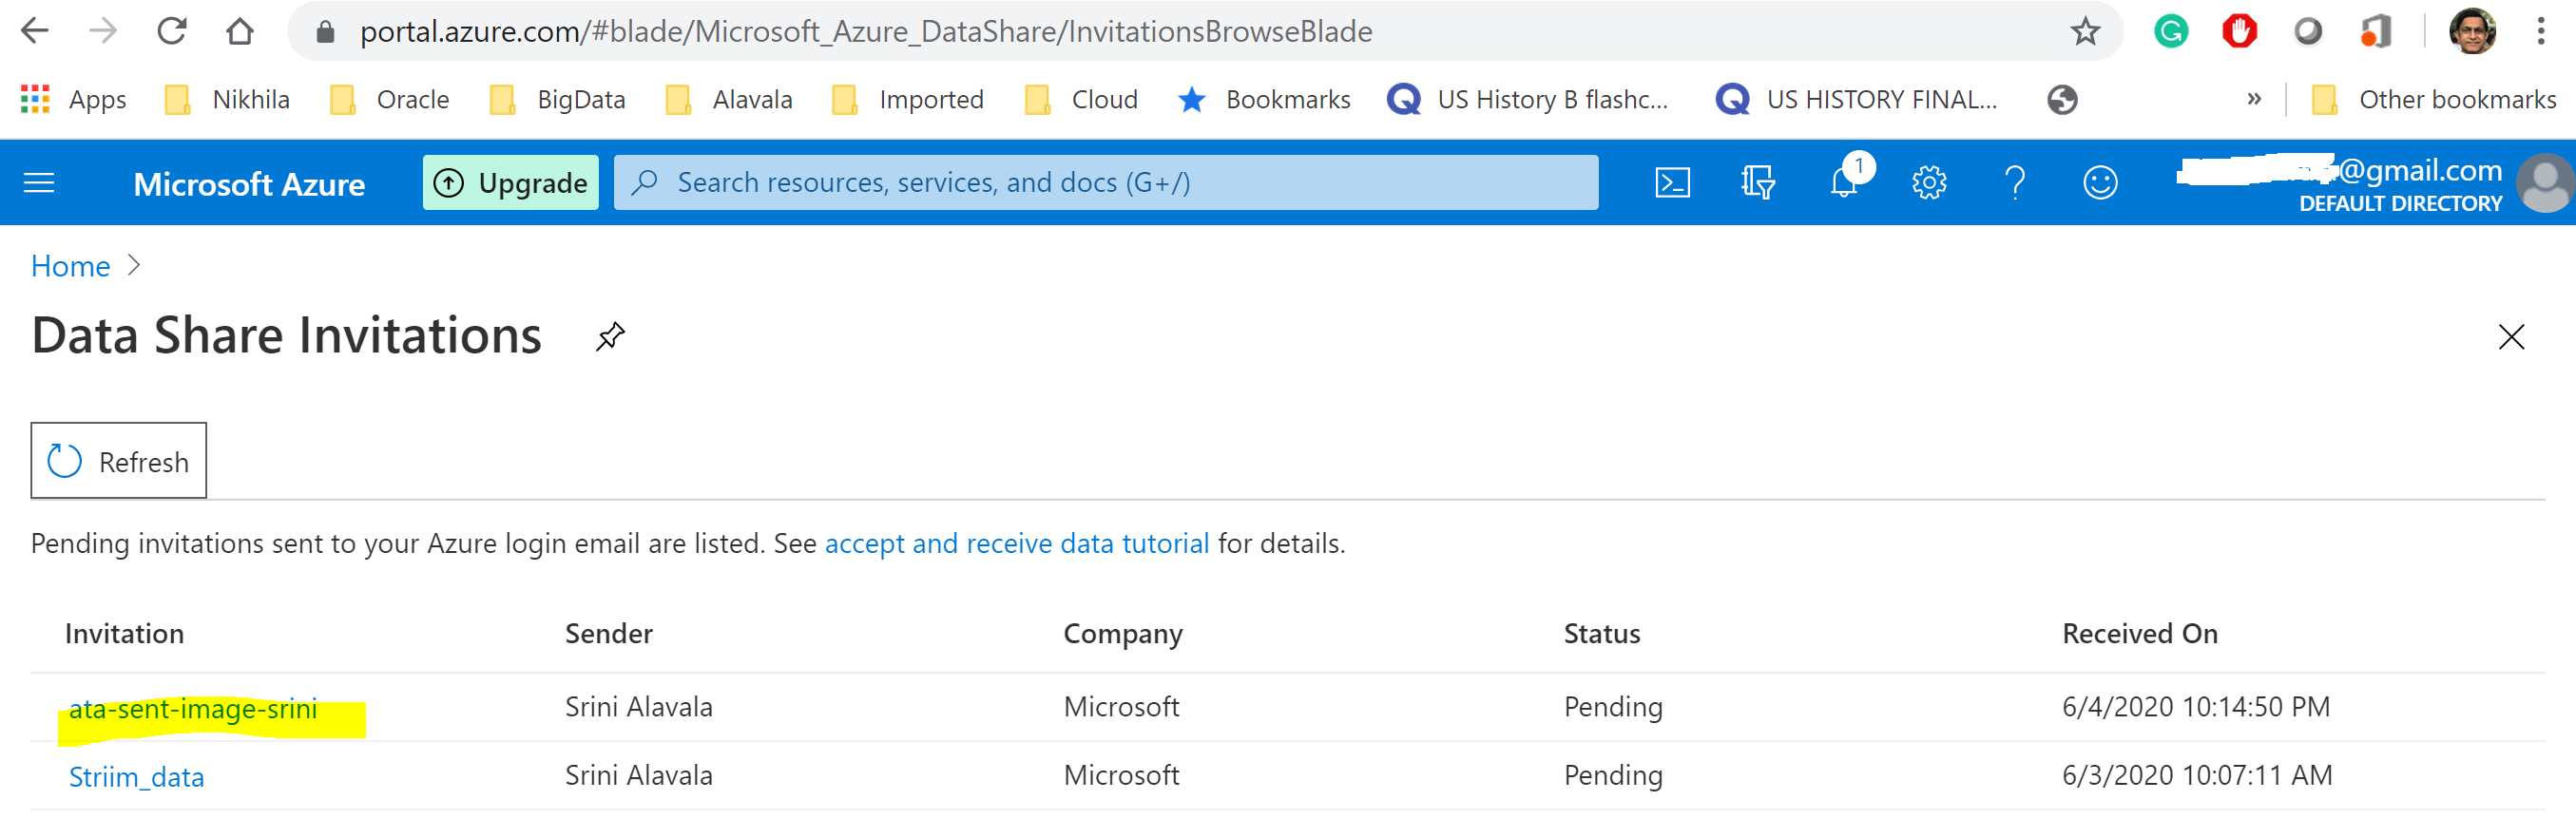 portal.azure.com/#blade/Microsoft_Azure_DataShare/InvitationsBrowseBlade
Apps Nikhila Oracle BigData Alavala Imported Cloud Bookmarks US History B flashc... US HISTORY FINAL... » Other bookmarks
Microsoft Azure Upgrade Search resources, services, and docs (G+/) 1 @gmail.com
DEFAULT DIRECTORY
Home >
Data Share Invitations
Refresh
Pending invitations sent to your Azure login email are listed. See accept and receive data tutorial for details.
Invitation Sender Company Status Received On
ata-sent-image-srini Srini Alavala Microsoft Pending 6/4/2020 10:14:50 PM
Striim_data Srini Alavala Microsoft Pending 6/3/2020 10:07:11 AM